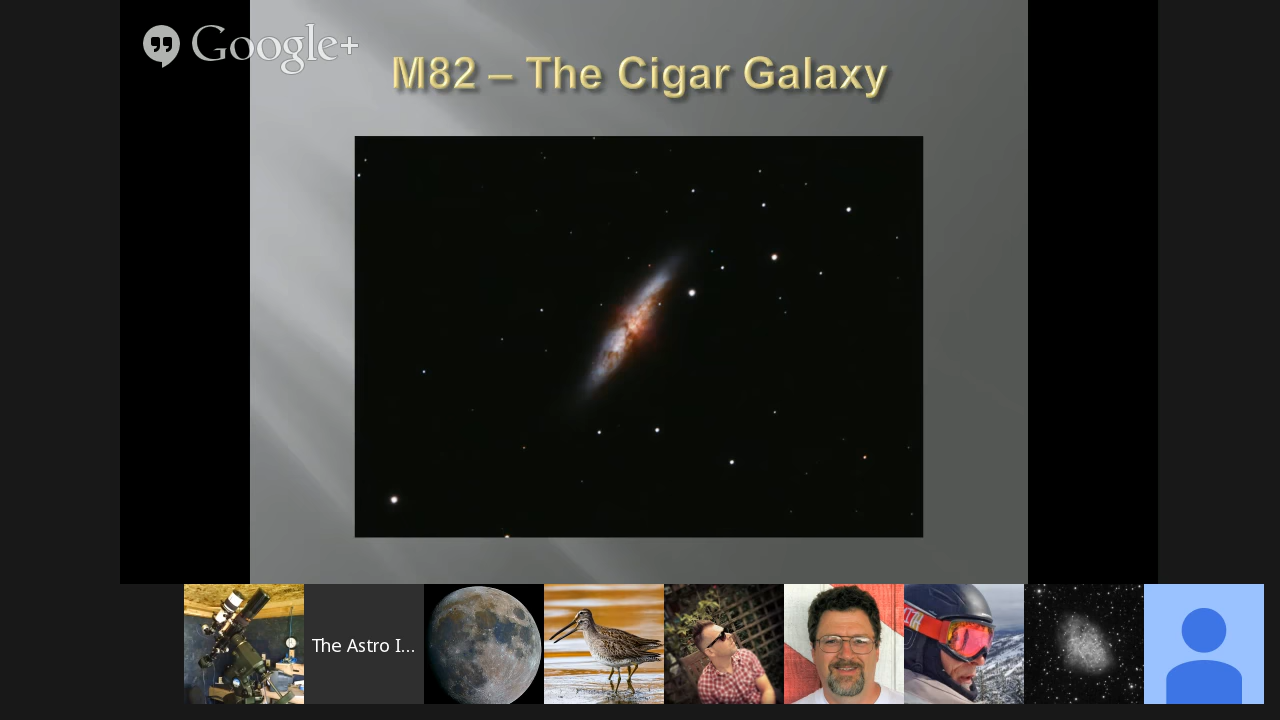 Google+
M82 – The Cigar Galaxy
The Astro I...